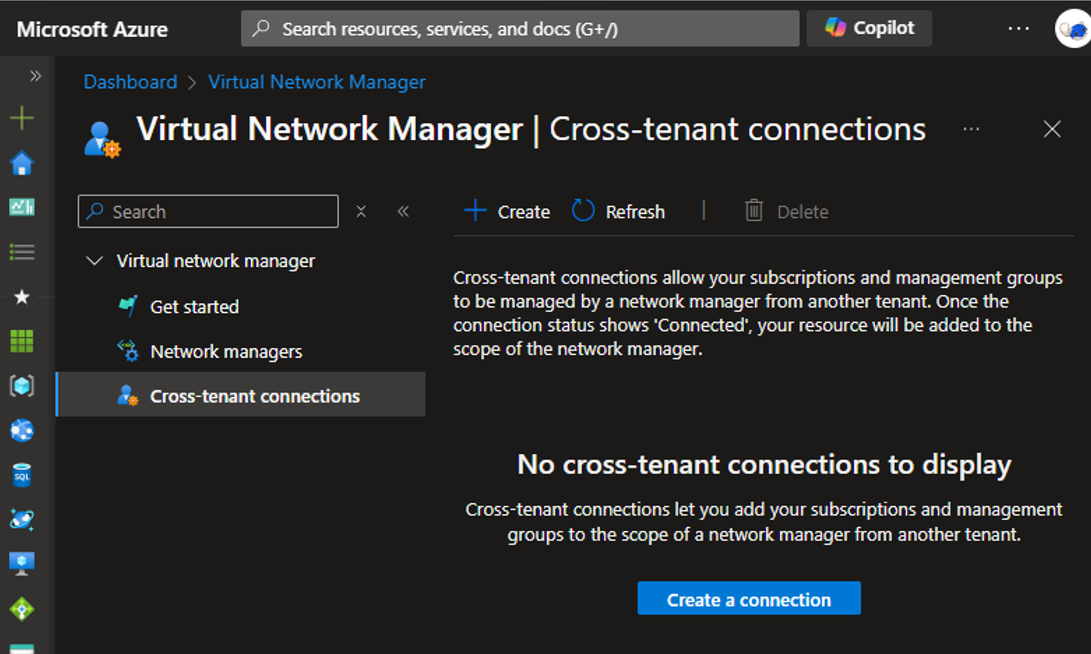 Microsoft Azure
Search resources, services, and docs (G+/)
Copilot
Dashboard > Virtual Network Manager
Virtual Network Manager | Cross-tenant connections
Search
Create
Refresh
Delete
Virtual network manager
Get started
Network managers
Cross-tenant connections
Cross-tenant connections allow your subscriptions and management groups
to be managed by a network manager from another tenant. Once the
connection status shows 'Connected', your resource will be added to the
scope of the network manager.
No cross-tenant connections to display
Cross-tenant connections let you add your subscriptions and management
groups to the scope of a network manager from another tenant.
Create a connection
SQL